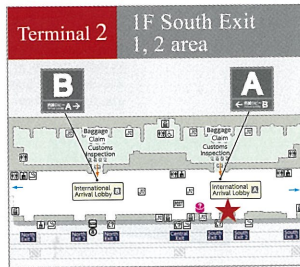 Terminal 2
1F South Exit
1, 2 area
B
A→
A
←B
Baggage
Claim
Customs
Inspection
Baggage
Claim
Customs
Inspection
International
Arrival Lobby B
International
Arrival Lobby A
North
Exit 2
North
Exit 1
South
Exit 1
South
Exit 2